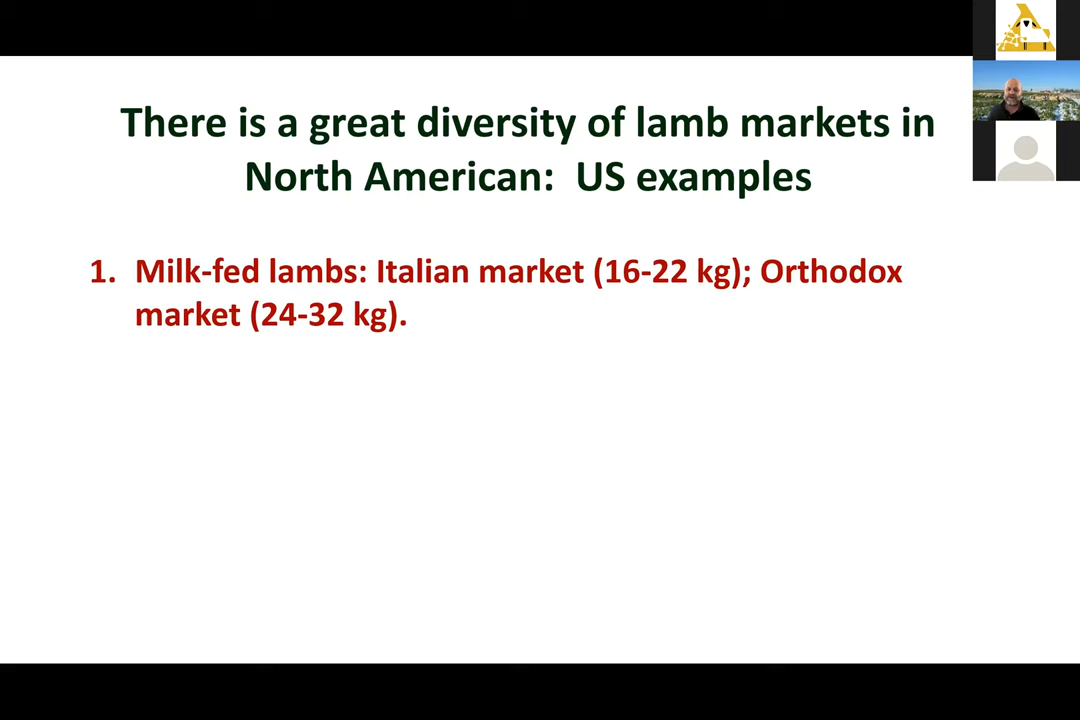 There is a great diversity of lamb markets in
North American:  US examples
1. Milk-fed lambs: Italian market (16-22 kg); Orthodox
market (24-32 kg).